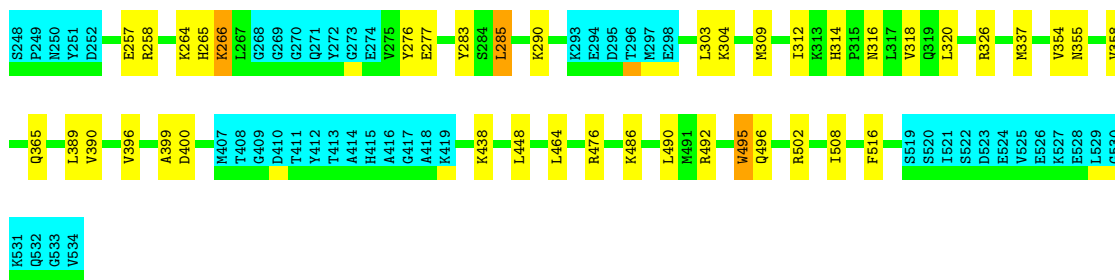 S248 P249 N250 Y251 D252 E257 R258 K264 H265 K266 L267 G268 G269 G270 Q271 Y272 G273 E274 V275 Y276 E277 Y283 S284 L285 K290 K293 E294 D295 T296 M297 E298 L303 K304 M309 I312 K313 H314 P315 N316 L317 V318 Q319 L320 R326 M337 V354 N355
Q365 L389 V390 V396 A399 D400 M407 T408 G409 D410 T411 Y412 T413 A414 H415 A416 G417 A418 K419 K438 L448 L464 R476 K486 L490 M491 R492 W495 Q496 R502 I508 F516 S519 S520 I521 S522 D523 E524 V525 E526 K527 E528 L529
K531 Q532 G533 V534